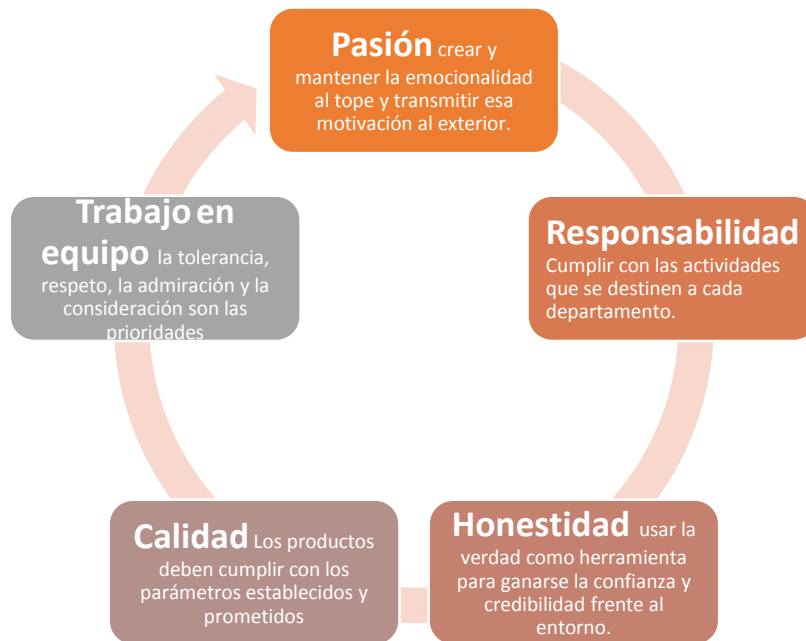 Pasión crear y
mantener la emocionalidad
al tope y transmitir esa
motivación al exterior.
Responsabilidad
Cumplir con las actividades
que se destinen a cada
departamento.
Honestidad usar la
verdad como herramienta
para ganarse la confianza y
credibilidad frente al
entorno.
Calidad Los productos
deben cumplir con los
parámetros establecidos y
prometidos
Trabajo en
equipo la tolerancia,
respeto, la admiración y la
consideración son las
prioridades